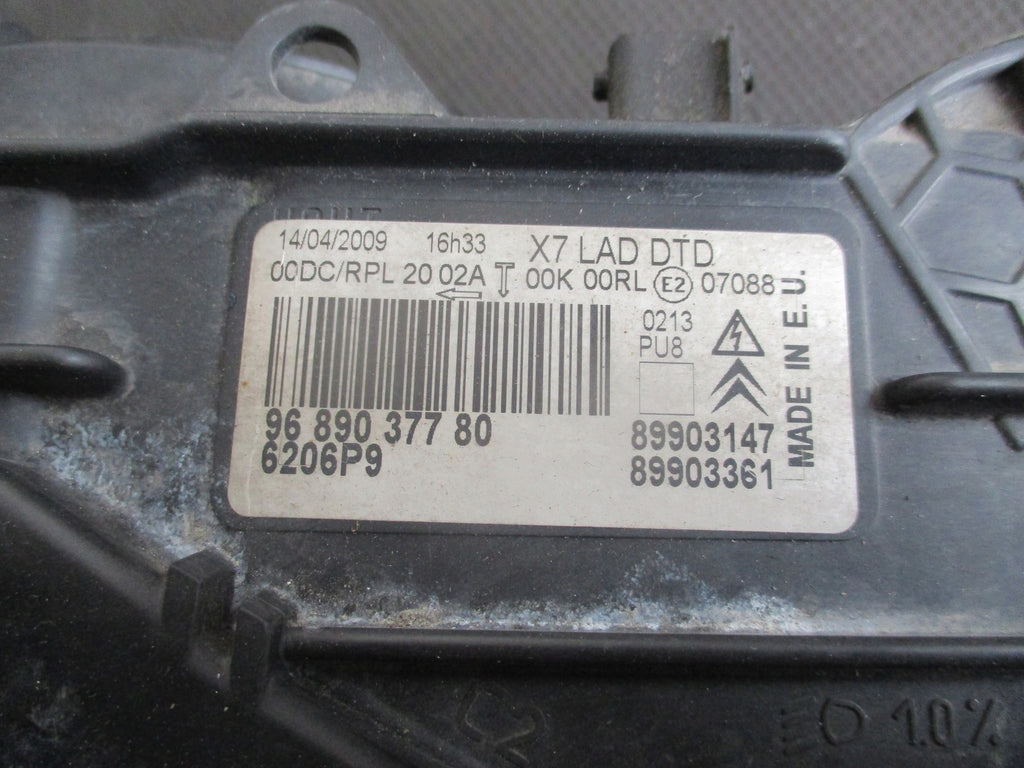 14/04/2009 16h33 X7 LAD DTD
00DC/RPL 20 02A 00K 00RL E2 07088
0213
PU8
MADE IN E.U.
96 890 377 80
6206P9
89903147
89903361
1.0%